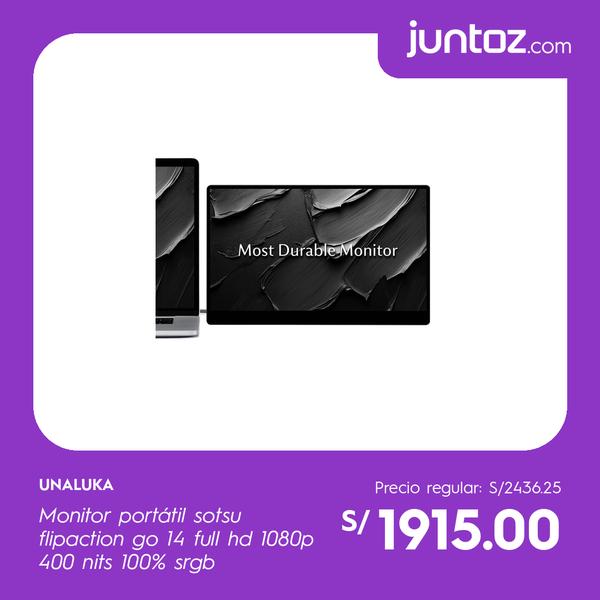 juntoz.com
Most Durable Monitor
UNALUKA
Monitor portátil sotsu
flipaction go 14 full hd 1080p
400 nits 100% srgb
Precio regular: S/2436.25
S/ 1915.00